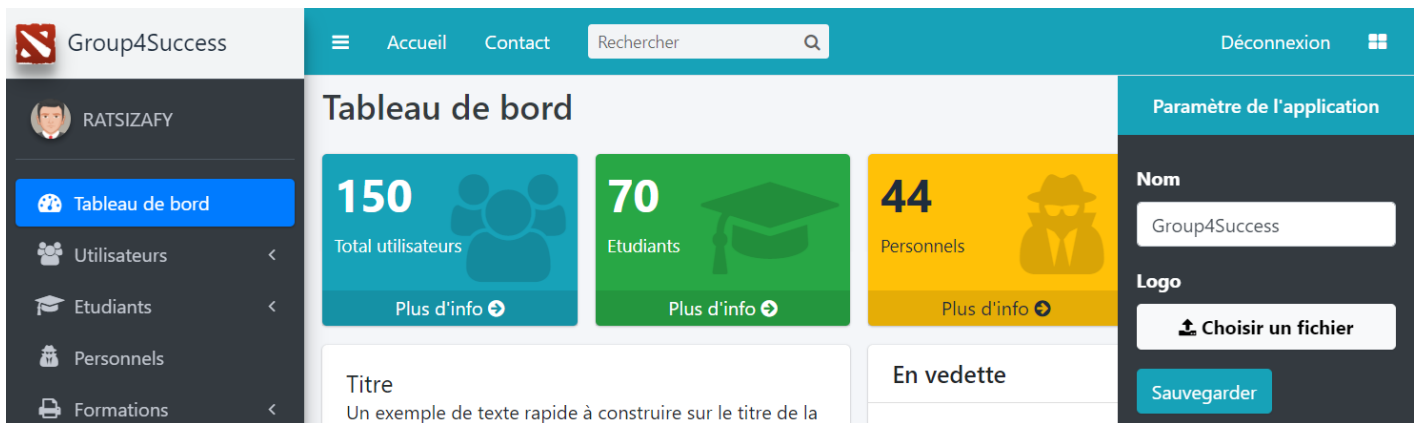 Group4Success
Accueil
Contact
Rechercher
Déconnexion
RATSIZAFY
Tableau de bord
Utilisateurs
Etudiants
Personnels
Formations
Tableau de bord
150
Total utilisateurs
Plus d'info
70
Etudiants
Plus d'info
44
Personnels
Plus d'info
Titre
Un exemple de texte rapide à construire sur le titre de la
En vedette
Paramètre de l'application
Nom
Group4Success
Logo
Choisir un fichier
Sauvegarder